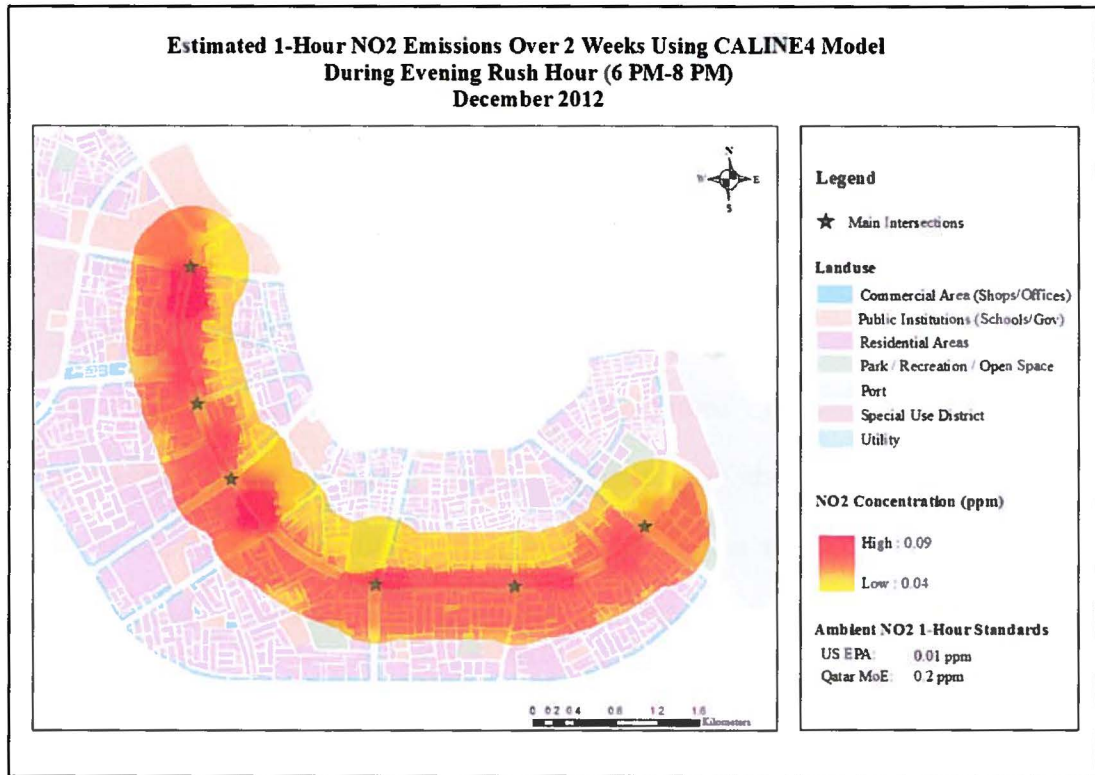 Estimated 1-Hour NO2 Emissions Over 2 Weeks Using CALINE4 Model
During Evening Rush Hour (6 PM-8 PM)
December 2012
N
W E
S
0 0.2 0.4 0.8 1.2 1.6
Kilometers
Legend
Main Intersections
Landuse
Commercial Area (Shops/Offices)
Public Institutions (Schools/Gov)
Residential Areas
Park / Recreation / Open Space
Port
Special Use District
Utility
NO2 Concentration (ppm)
High : 0.09
Low : 0.04
Ambient NO2 1-Hour Standards
US EPA: 0.01 ppm
Qatar MoE: 0.2 ppm